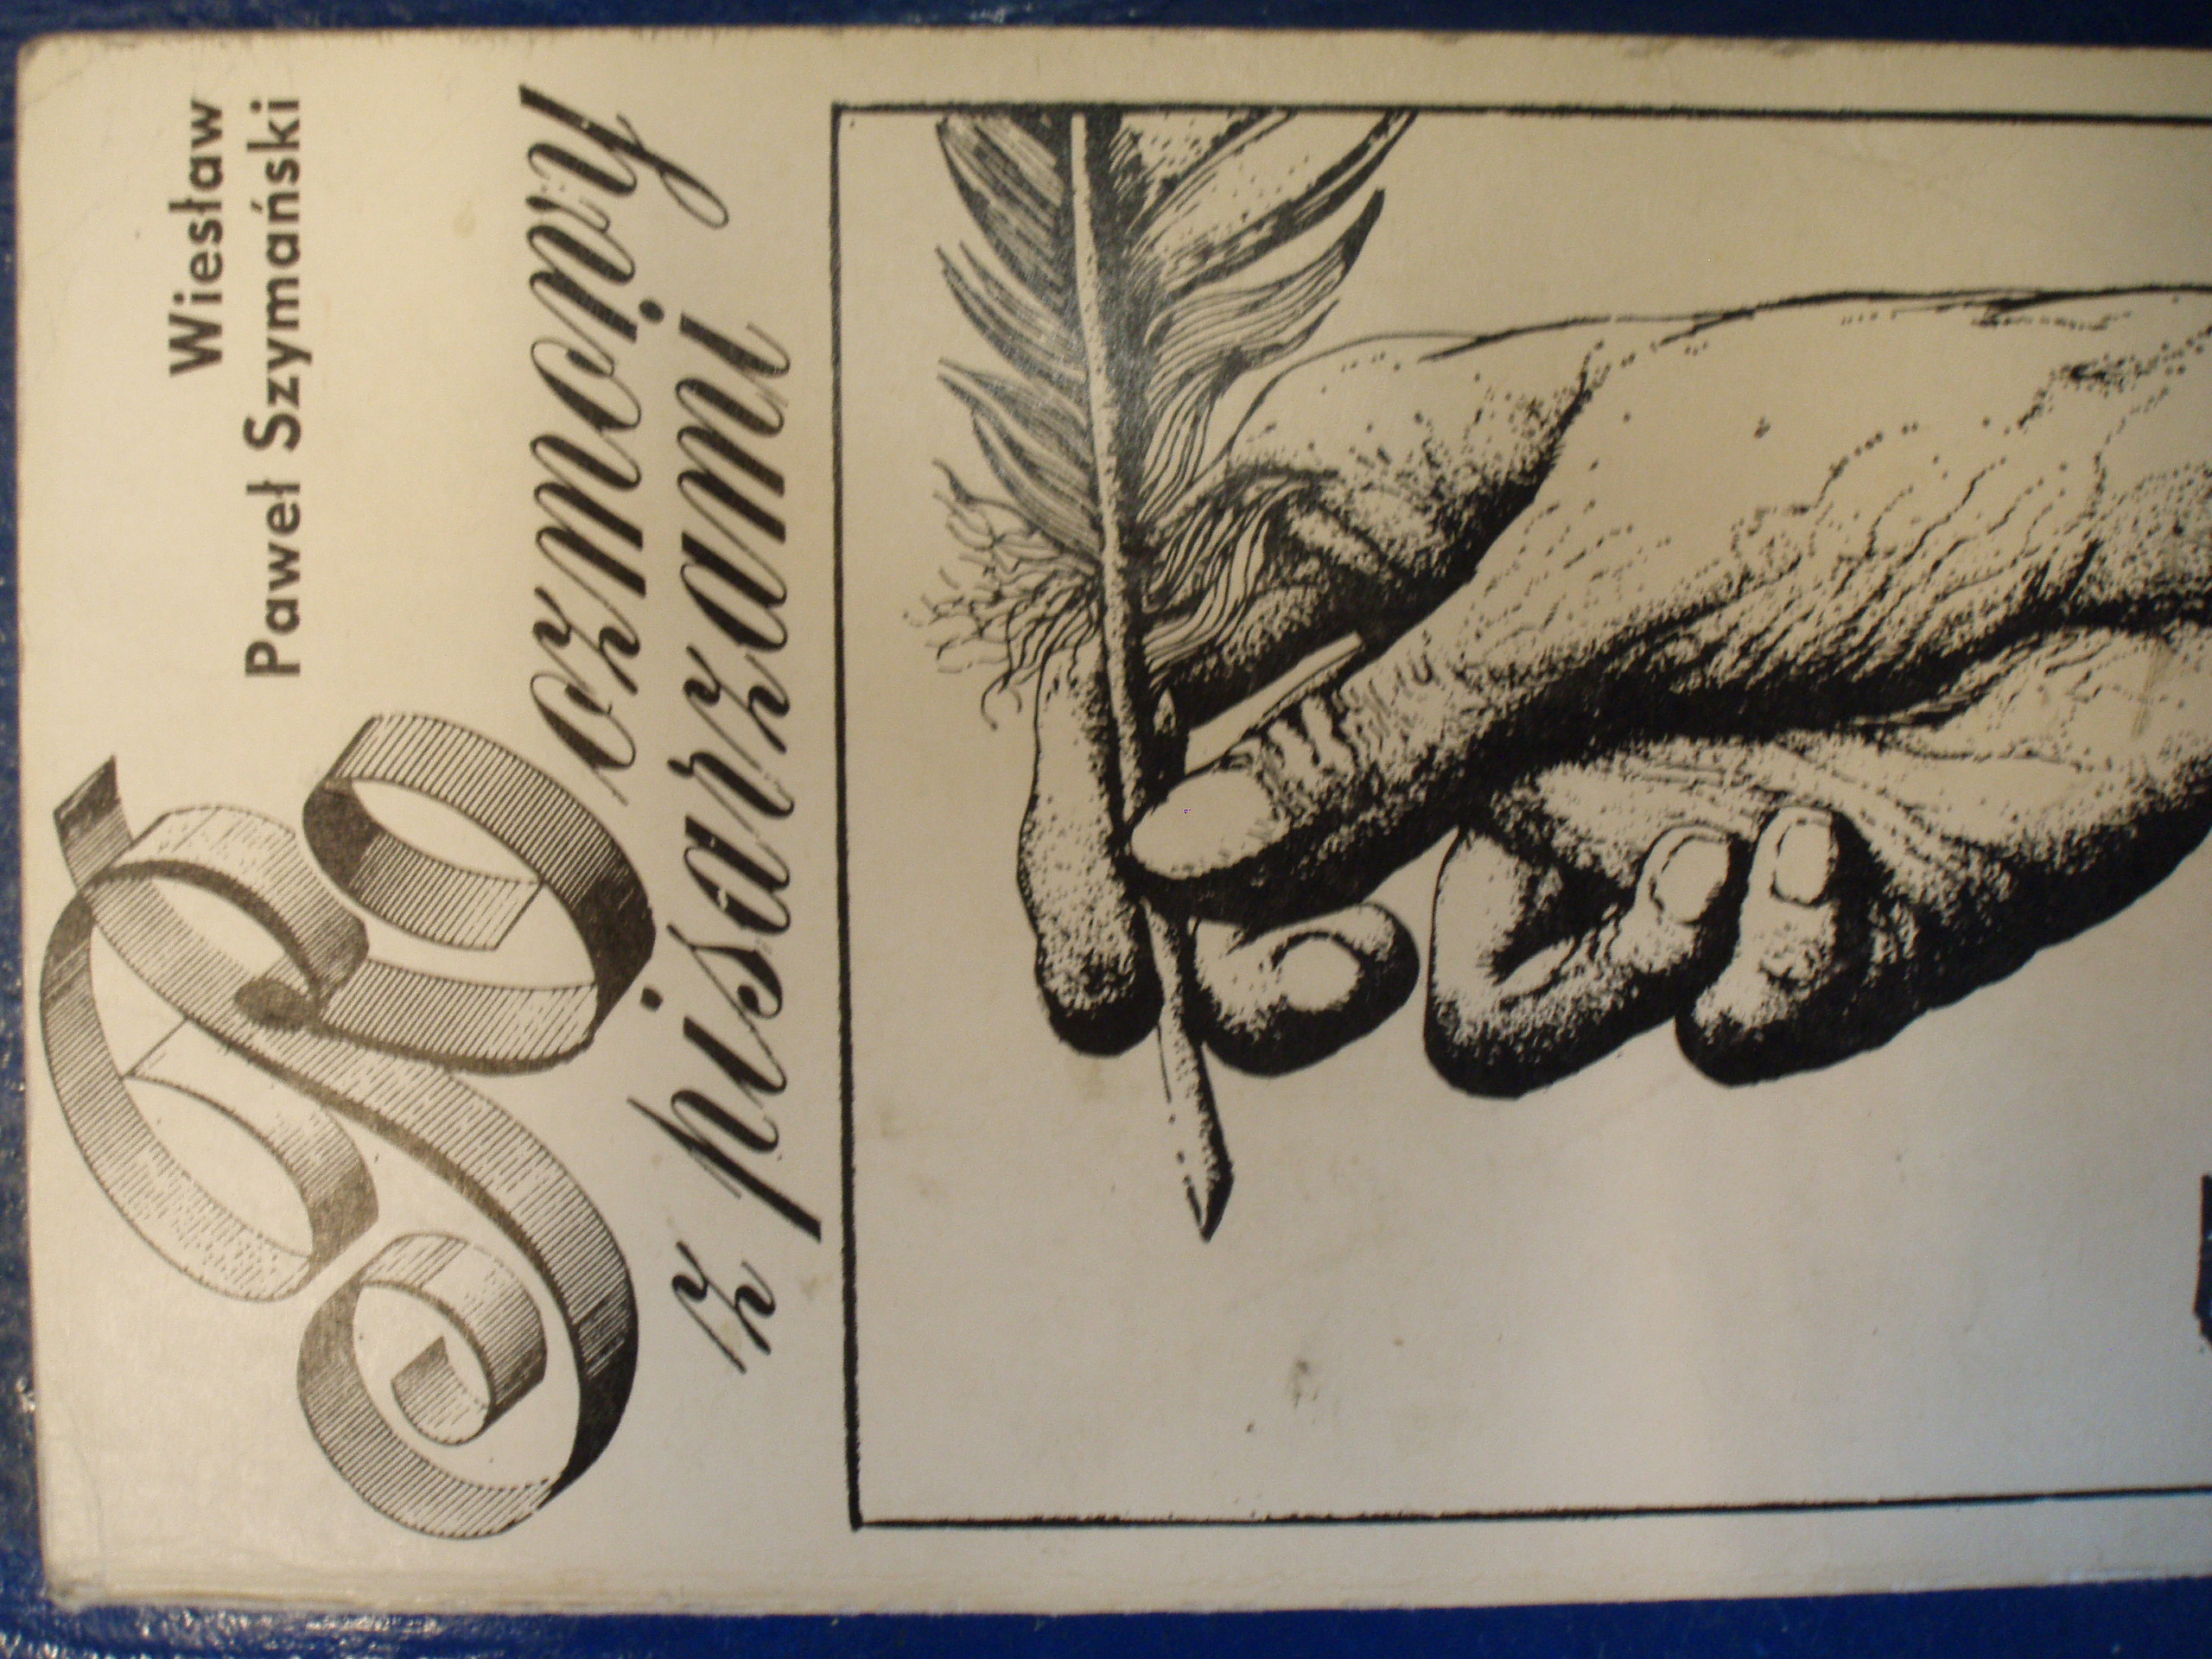 Wiesław
Paweł Szymański
Rozmowy
z pisarzami